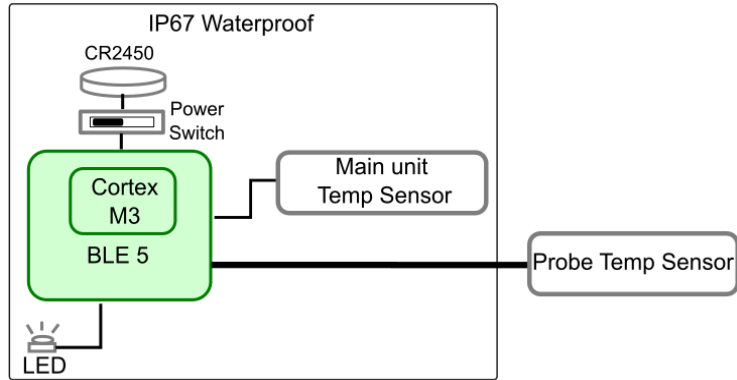 IP67 Waterproof
CR2450
Power
Switch
Cortex
M3
BLE 5
Main unit
Temp Sensor
Probe Temp Sensor
LED